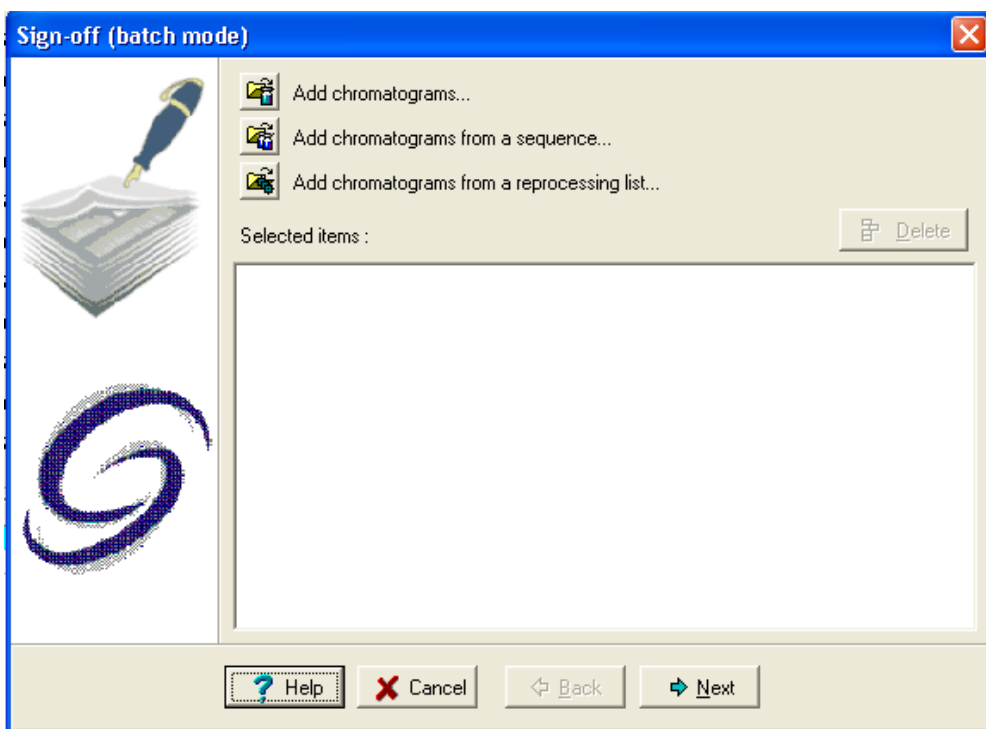 Sign-off (batch mode)
Add chromatograms...
Add chromatograms from a sequence...
Add chromatograms from a reprocessing list...
Selected items :
Delete
Help
Cancel
Back
Next